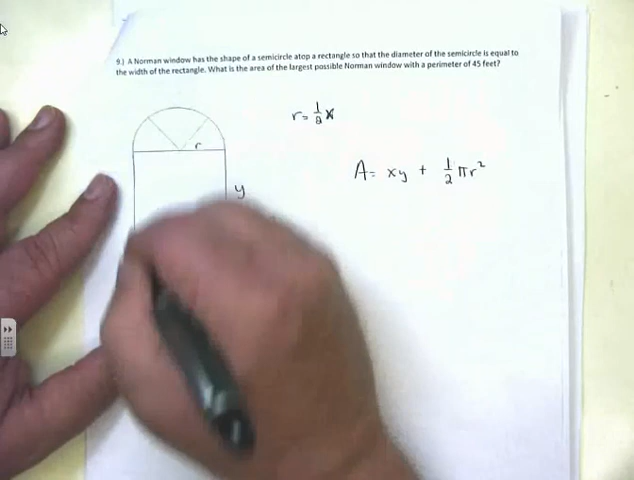 9.) A Norman window has the shape of a semicircle atop a rectangle so that the diameter of the semicircle is equal to
the width of the rectangle. What is the area of the largest possible Norman window with a perimeter of 45 feet?
r = 1/2 x
r
A = xy + 1/2 πr²
y